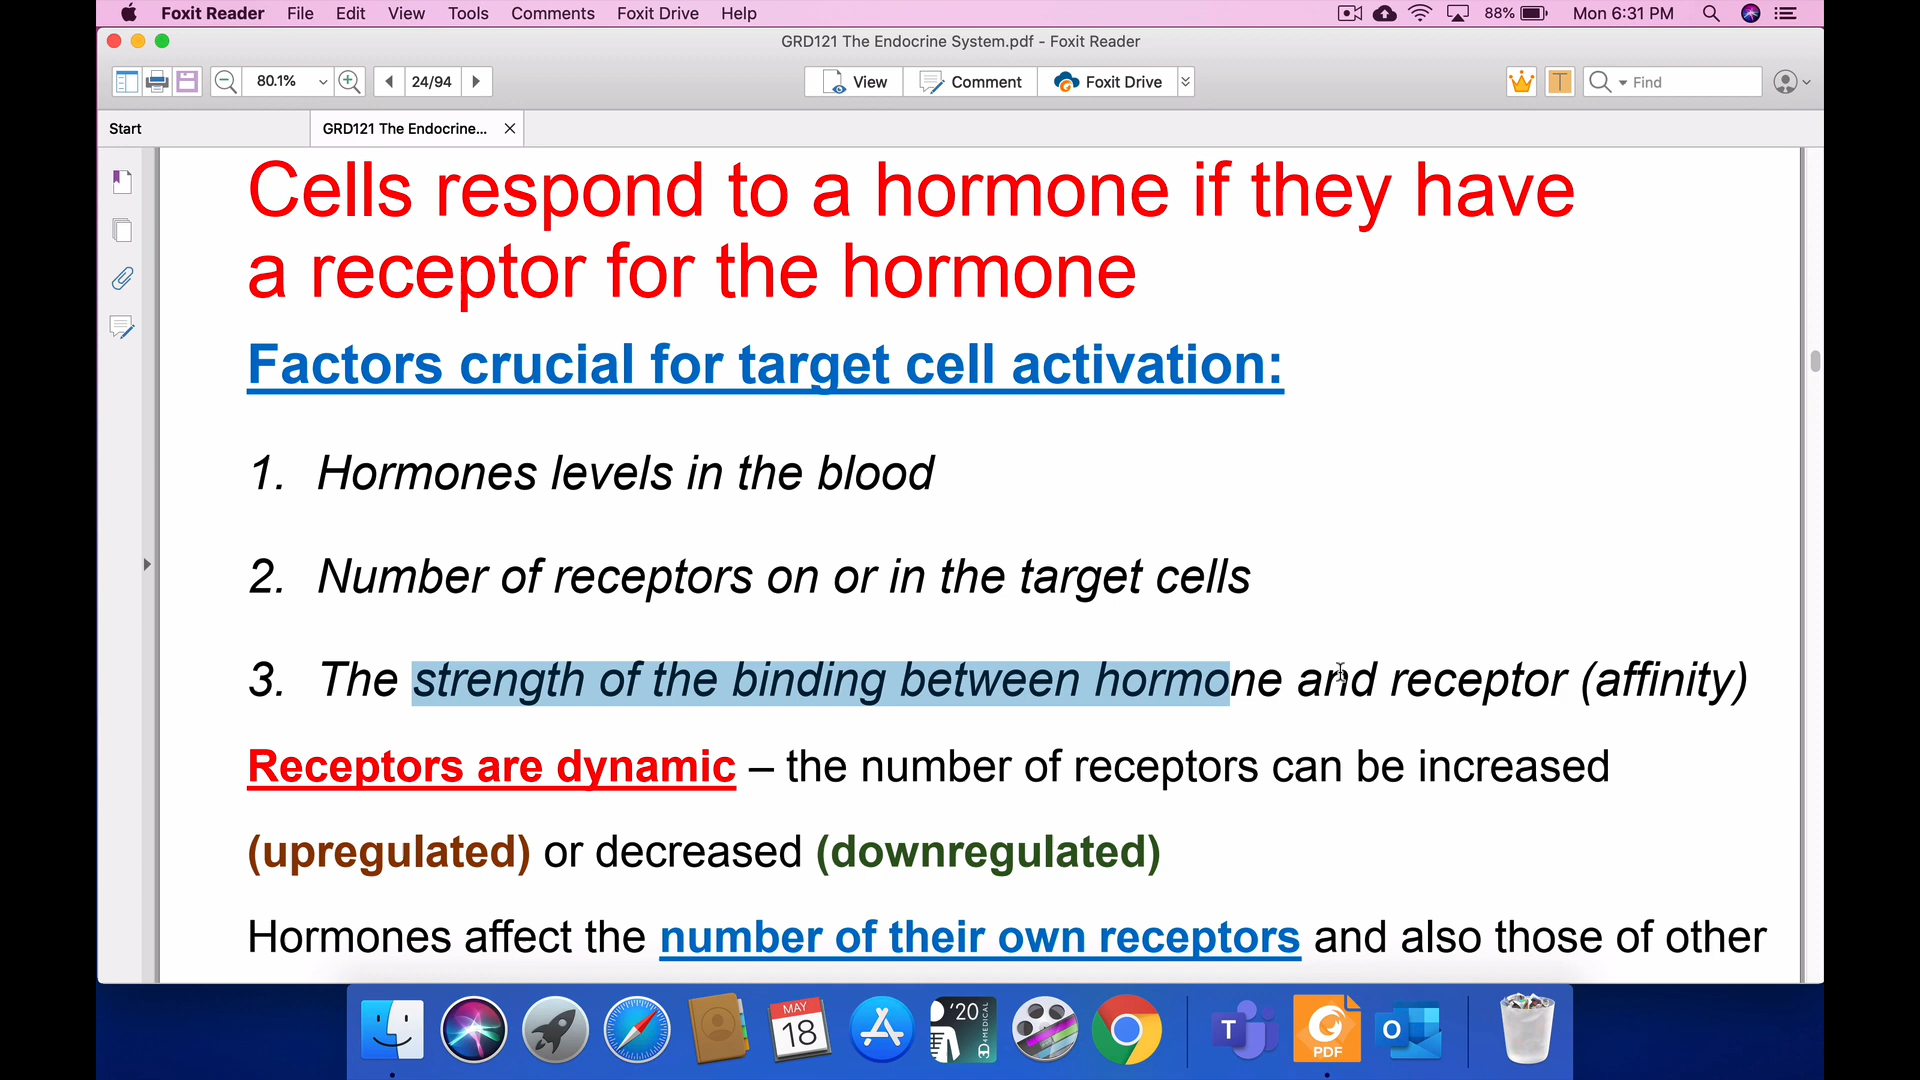 Foxit Reader File Edit View Tools Comments Foxit Drive Help 88% Mon 6:31 PM
GRD121 The Endocrine System.pdf - Foxit Reader
80.1% 24/94 View Comment Foxit Drive T Find
Start GRD121 The Endocrine...
Cells respond to a hormone if they have
a receptor for the hormone
Factors crucial for target cell activation:
1. Hormones levels in the blood
2. Number of receptors on or in the target cells
3. The strength of the binding between hormone and receptor (affinity)
Receptors are dynamic – the number of receptors can be increased
(upregulated) or decreased (downregulated)
Hormones affect the number of their own receptors and also those of other
MAY
18
'20
3D4MEDICAL
T
PDF
O